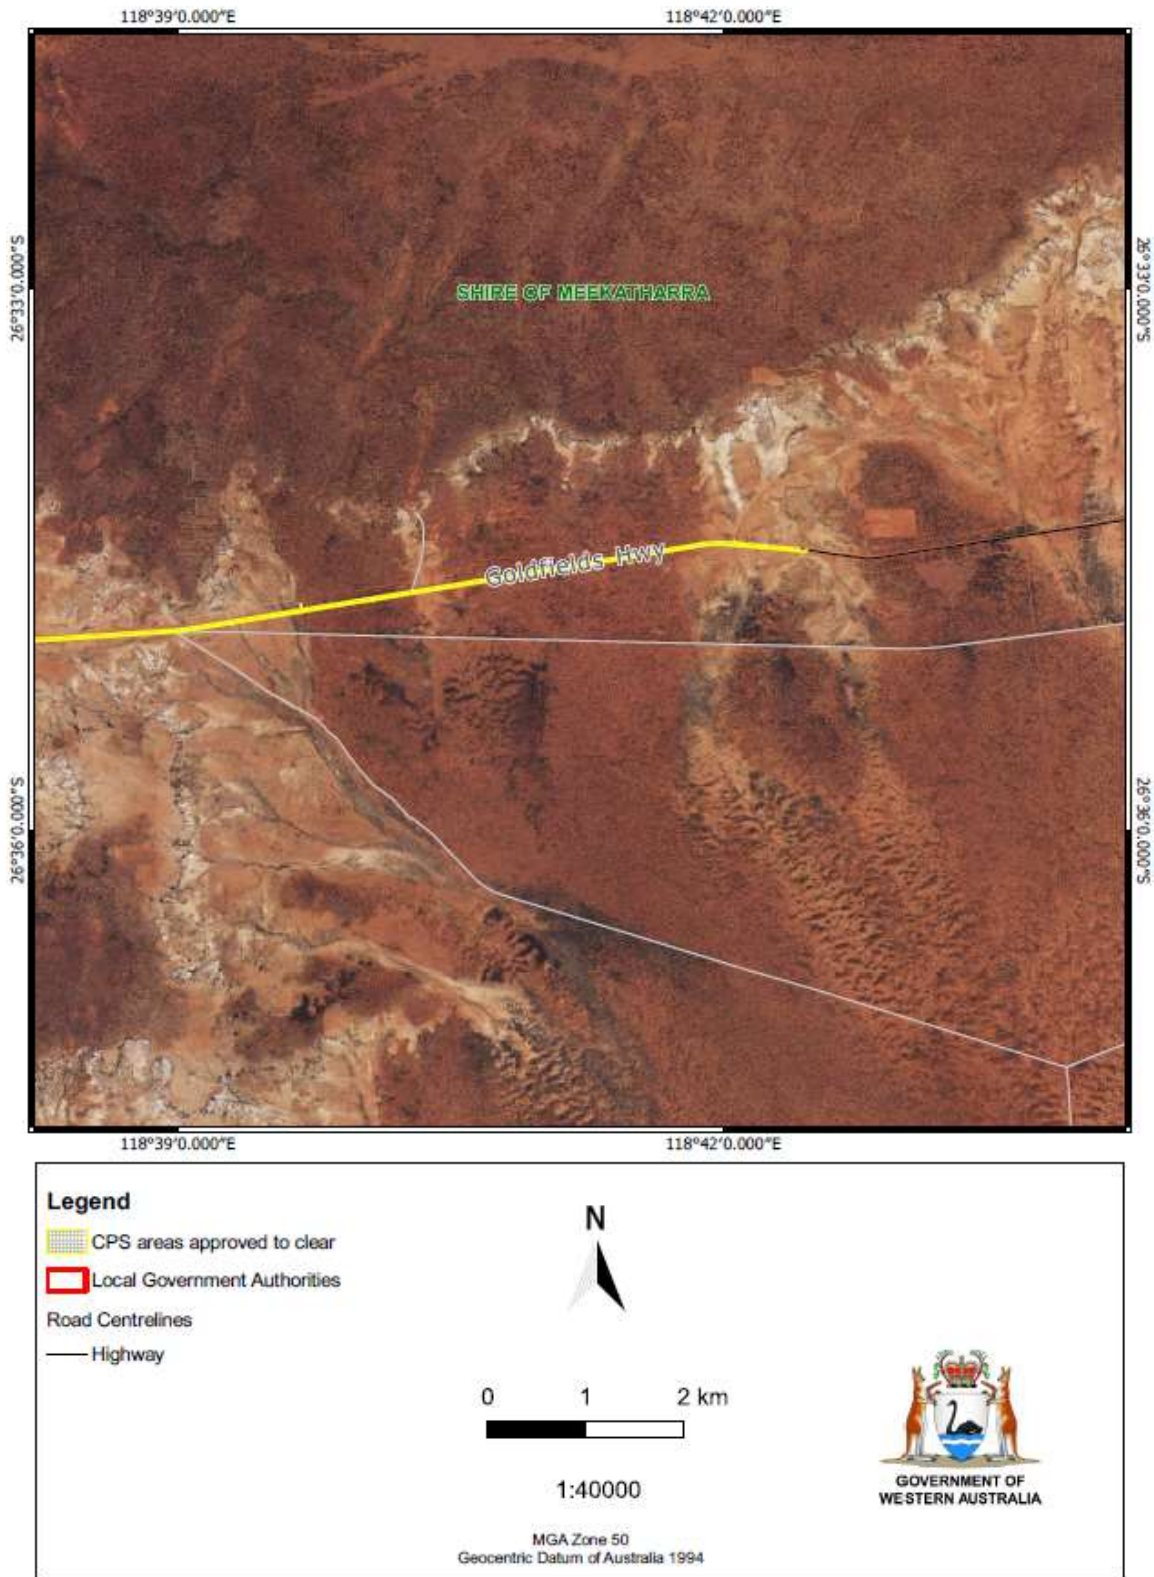 118°39'0.000"E
118°42'0.000"E
26°33'0.000"S
26°33'0.000"S
SHIRE OF MEEKATHARRA
Goldfields Hwy
26°36'0.000"S
26°36'0.000"S
118°39'0.000"E
118°42'0.000"E
Legend
CPS areas approved to clear
Local Government Authorities
Road Centrelines
Highway
N
0 1 2 km
1:40000
MGA Zone 50
Geocentric Datum of Australia 1994
GOVERNMENT OF
WESTERN AUSTRALIA